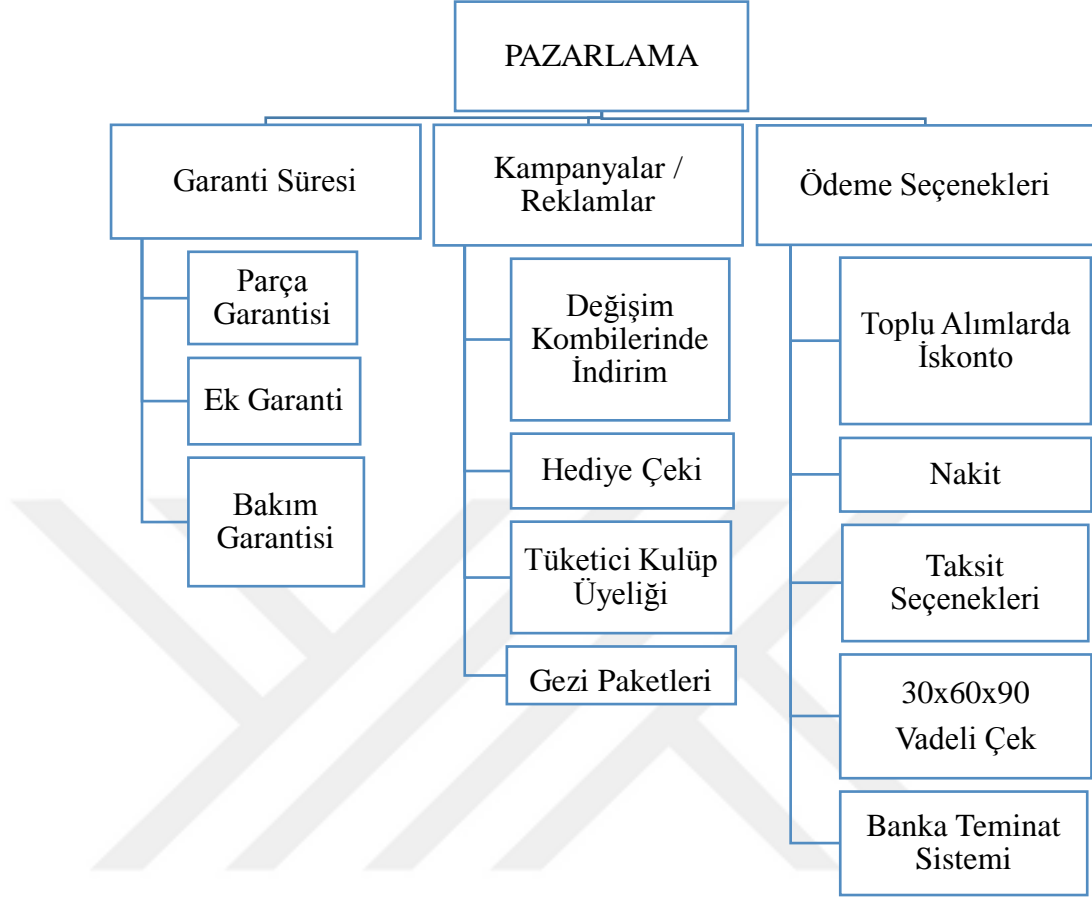 PAZARLAMA
Garanti Süresi
Parça
Garantisi
Ek Garanti
Bakım
Garantisi
Kampanyalar /
Reklamlar
Değişim
Kombilerinde
İndirim
Hediye Çeki
Tüketici Kulüp
Üyeliği
Gezi Paketleri
Ödeme Seçenekleri
Toplu Alımlarda
İskonto
Nakit
Taksit
Seçenekleri
30x60x90
Vadeli Çek
Banka Teminat
Sistemi